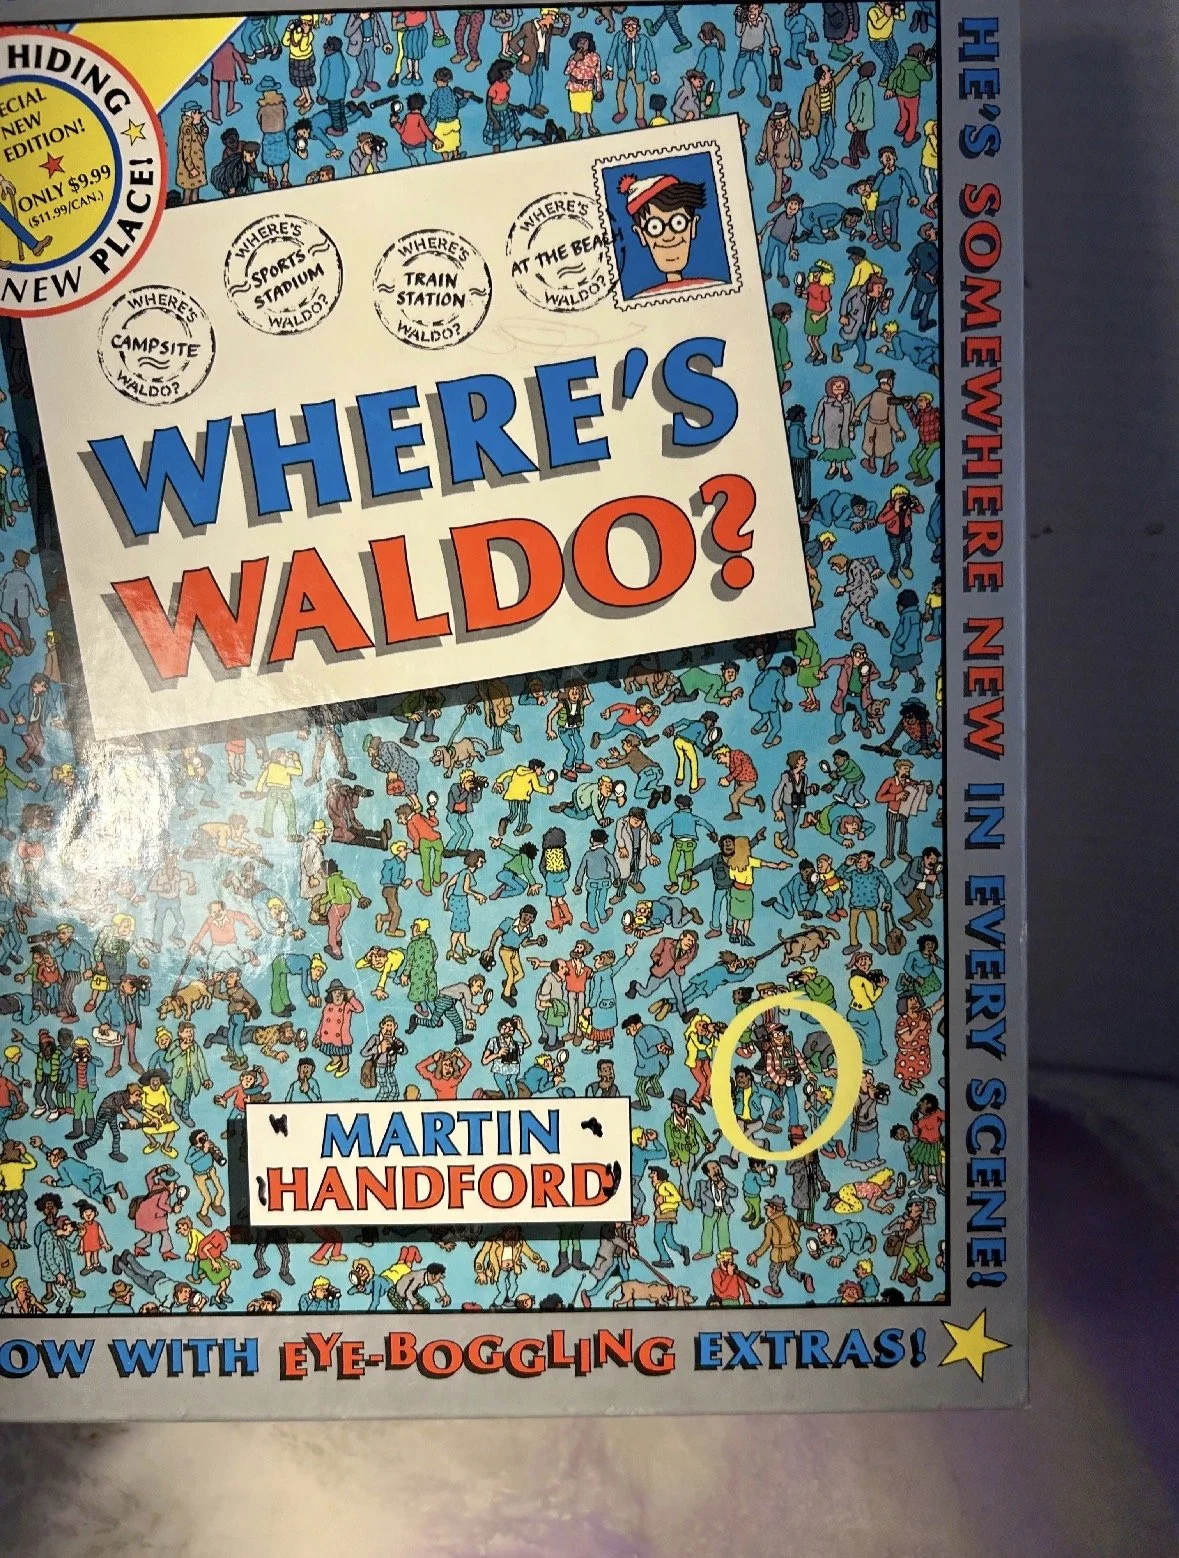 HIDING
PLACE!
NEW
ECIAL
NEW
EDITION!
ONLY $9.99
($11.99/CAN.)
WHERE'S
CAMPSITE
WALDO?
WHERE'S
SPORTS
STADIUM
WALDO?
WHERE'S
TRAIN
STATION
WALDO?
WHERE'S
AT THE BEACH
WALDO?
WHERE'S
WALDO?
MARTIN
HANDFORD
OW WITH EYE-BOGGLING EXTRAS!
HE'S SOMEWHERE NEW IN EVERY SCENE!